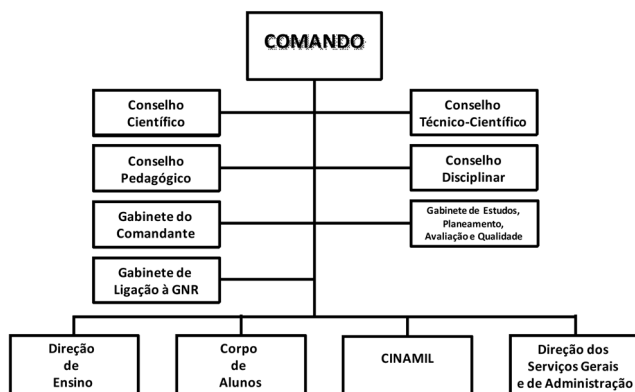 COMANDO
Conselho
Científico
Conselho
Técnico-Científico
Conselho
Pedagógico
Conselho
Disciplinar
Gabinete do
Comandante
Gabinete de Estudos,
Planeamento,
Avaliação e Qualidade
Gabinete de
Ligação à GNR
Direção
de
Ensino
Corpo
de
Alunos
CINAMIL
Direção dos
Serviços Gerais
e de Administração